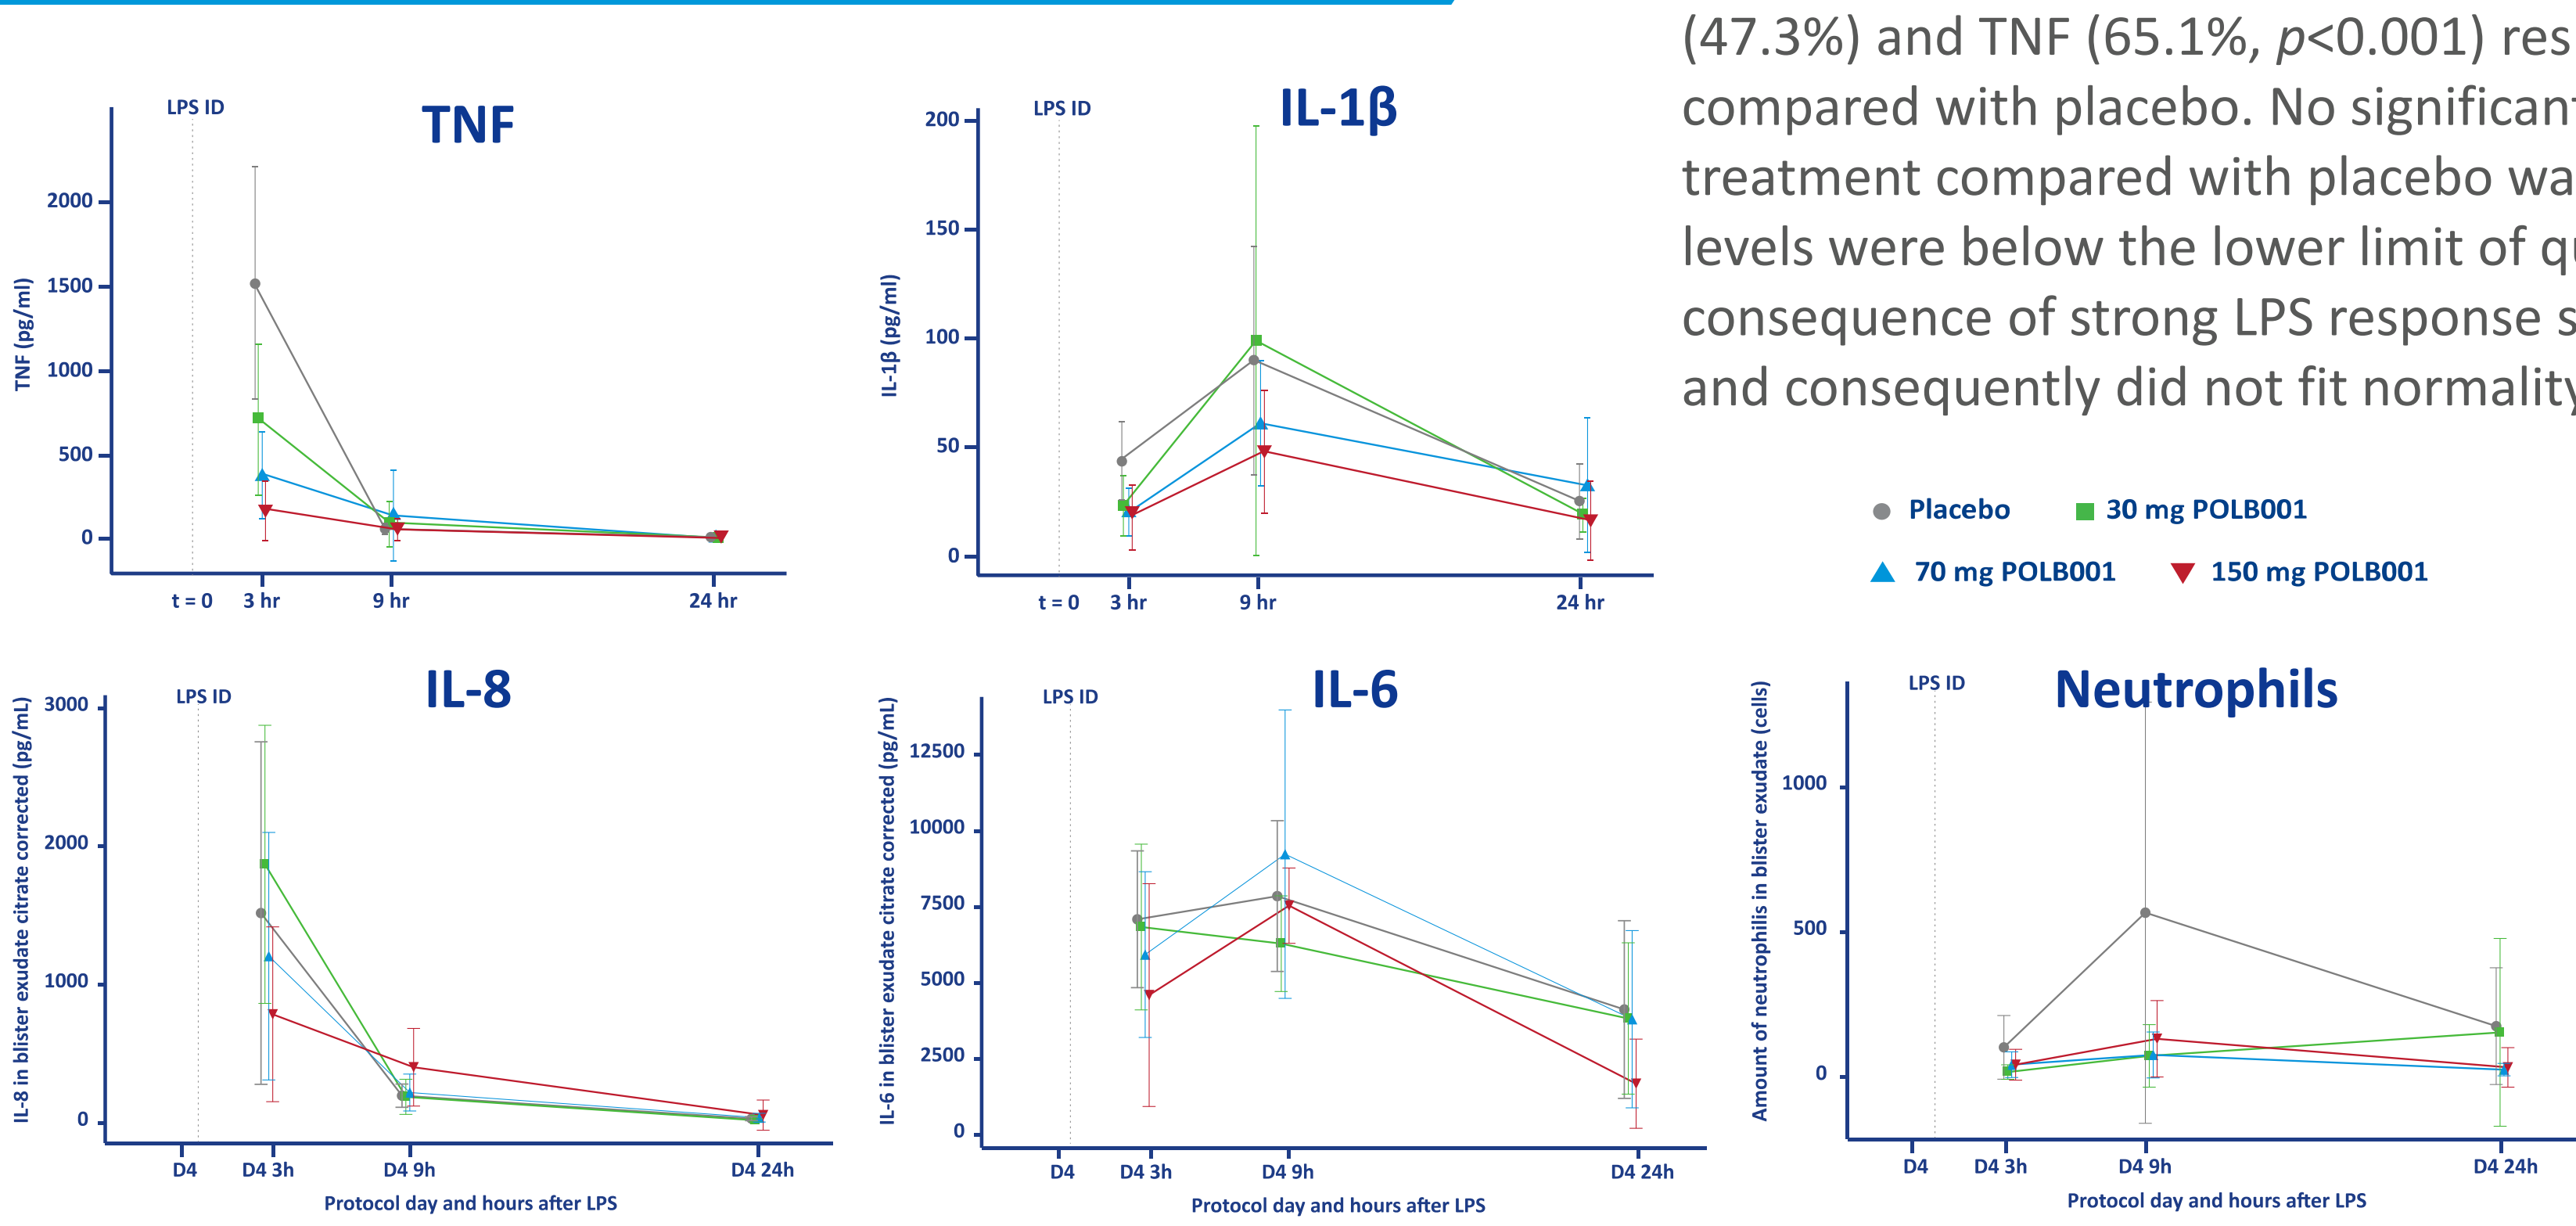 (47.3%) and TNF (65.1%, p<0.001) res
compared with placebo. No significant
treatment compared with placebo wa
levels were below the lower limit of qu
consequence of strong LPS response s
and consequently did not fit normality
TNF
LPS ID
TNF (pg/ml)
2000
1500
1000
500
0
t = 0 3 hr 9 hr 24 hr
IL-1β
LPS ID
IL-1β (pg/ml)
200
150
100
50
0
t = 0 3 hr 9 hr 24 hr
Placebo 30 mg POLB001
70 mg POLB001 150 mg POLB001
IL-8
LPS ID
IL-8 in blister exudate citrate corrected (pg/mL)
3000
2000
1000
0
D4 D4 3h D4 9h D4 24h
Protocol day and hours after LPS
IL-6
LPS ID
IL-6 in blister exudate citrate corrected (pg/mL)
12500
10000
7500
5000
2500
0
D4 D4 3h D4 9h D4 24h
Protocol day and hours after LPS
Neutrophils
LPS ID
Amount of neutrophilis in blister exudate (cells)
1000
500
0
D4 D4 3h D4 9h D4 24h
Protocol day and hours after LPS